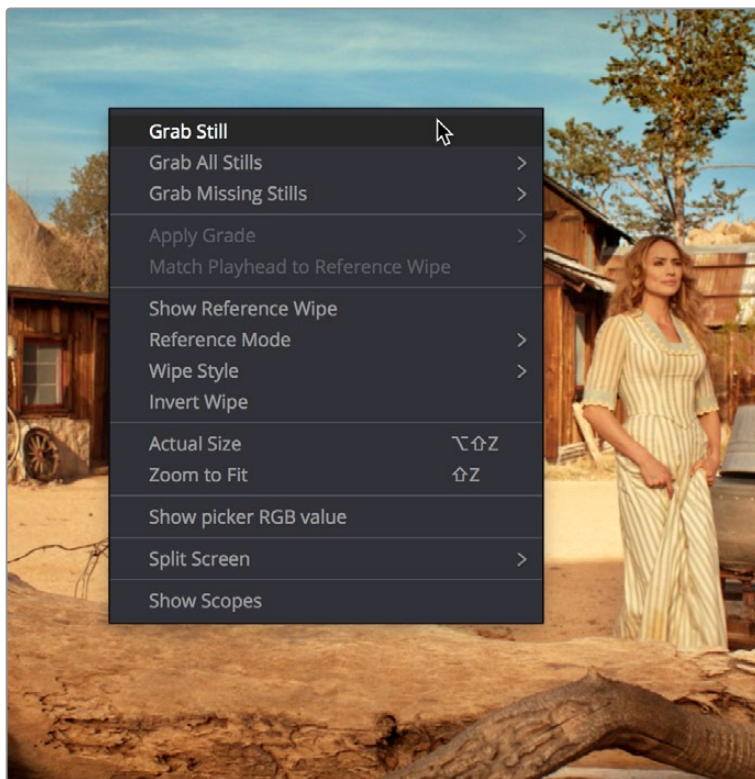 Grab Still
Grab All Stills
Grab Missing Stills
Apply Grade
Match Playhead to Reference Wipe
Show Reference Wipe
Reference Mode
Wipe Style
Invert Wipe
Actual Size ⌥⇧Z
Zoom to Fit ⇧Z
Show picker RGB value
Split Screen
Show Scopes